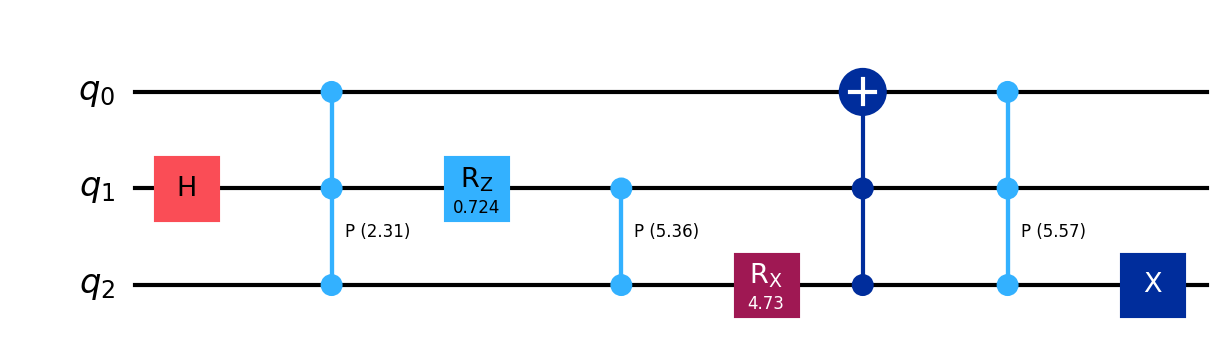 q0
H
P (2.31)
RZ
0.724
q1
P (5.36)
RX
4.73
P (5.57)
X
q2